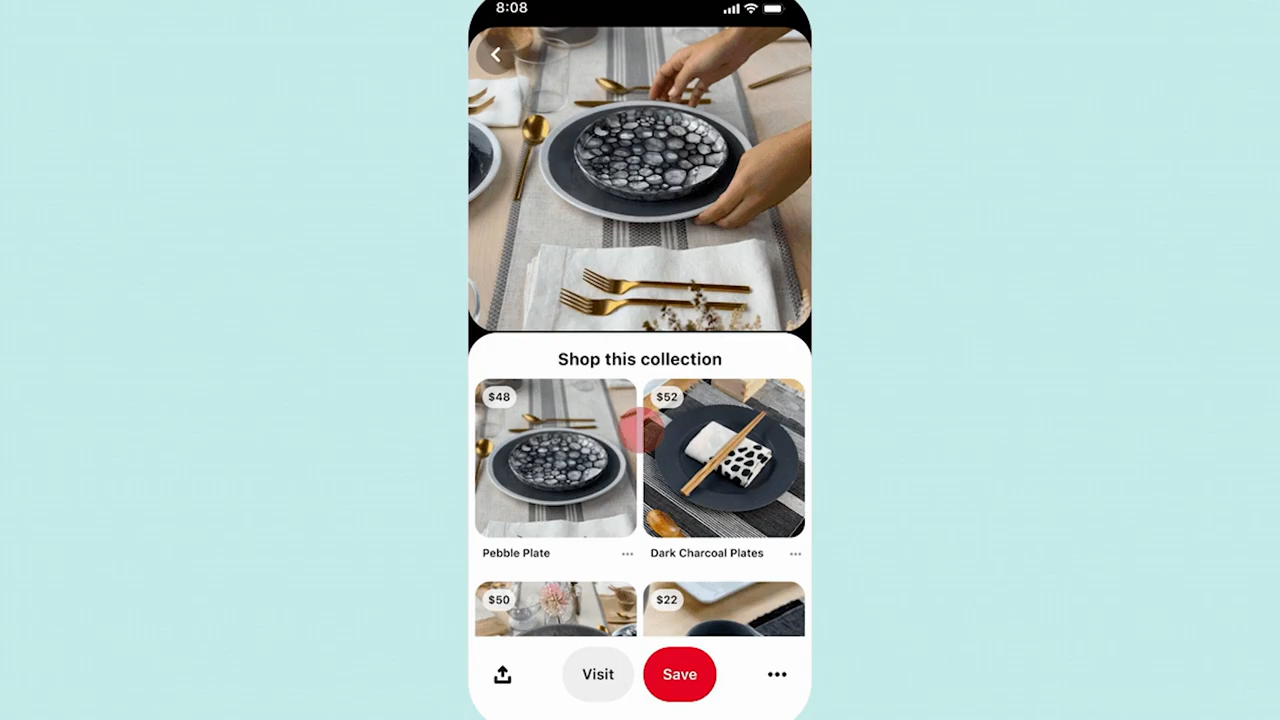 8:08
Shop this collection
$48
$52
Pebble Plate
Dark Charcoal Plates
$50
$22
Visit
Save